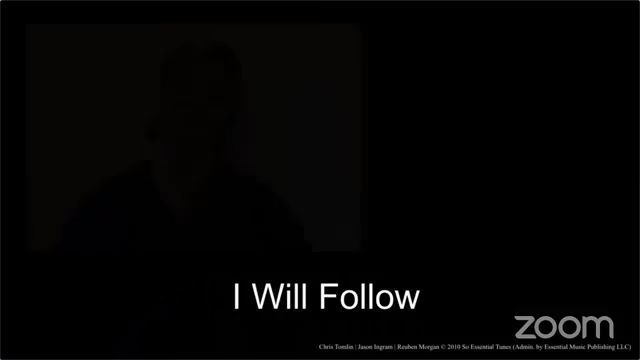 I Will Follow
zoom
Chris Tomlin | Jason Ingram | Reuben Morgan © 2010 So Essential Tunes (Admin. by Essential Music Publishing LLC)